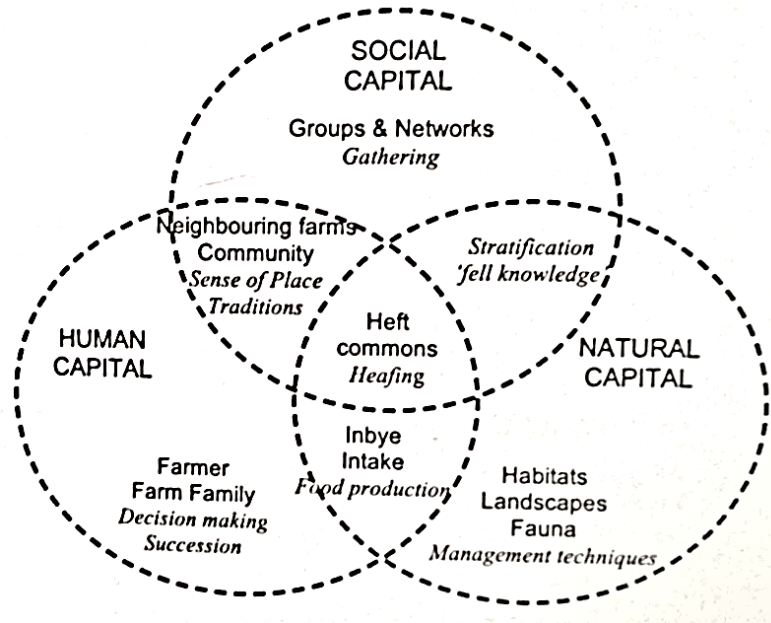 SOCIAL
CAPITAL
Groups & Networks
Gathering
Neighbouring farms
Community
Sense of Place
Traditions
Stratification
'fell knowledge'
HUMAN
CAPITAL
Heft
commons
Heafing
NATURAL
CAPITAL
Inbye
Intake
Food production
Farmer
Farm Family
Decision making
Succession
Habitats
Landscapes
Fauna
Management techniques